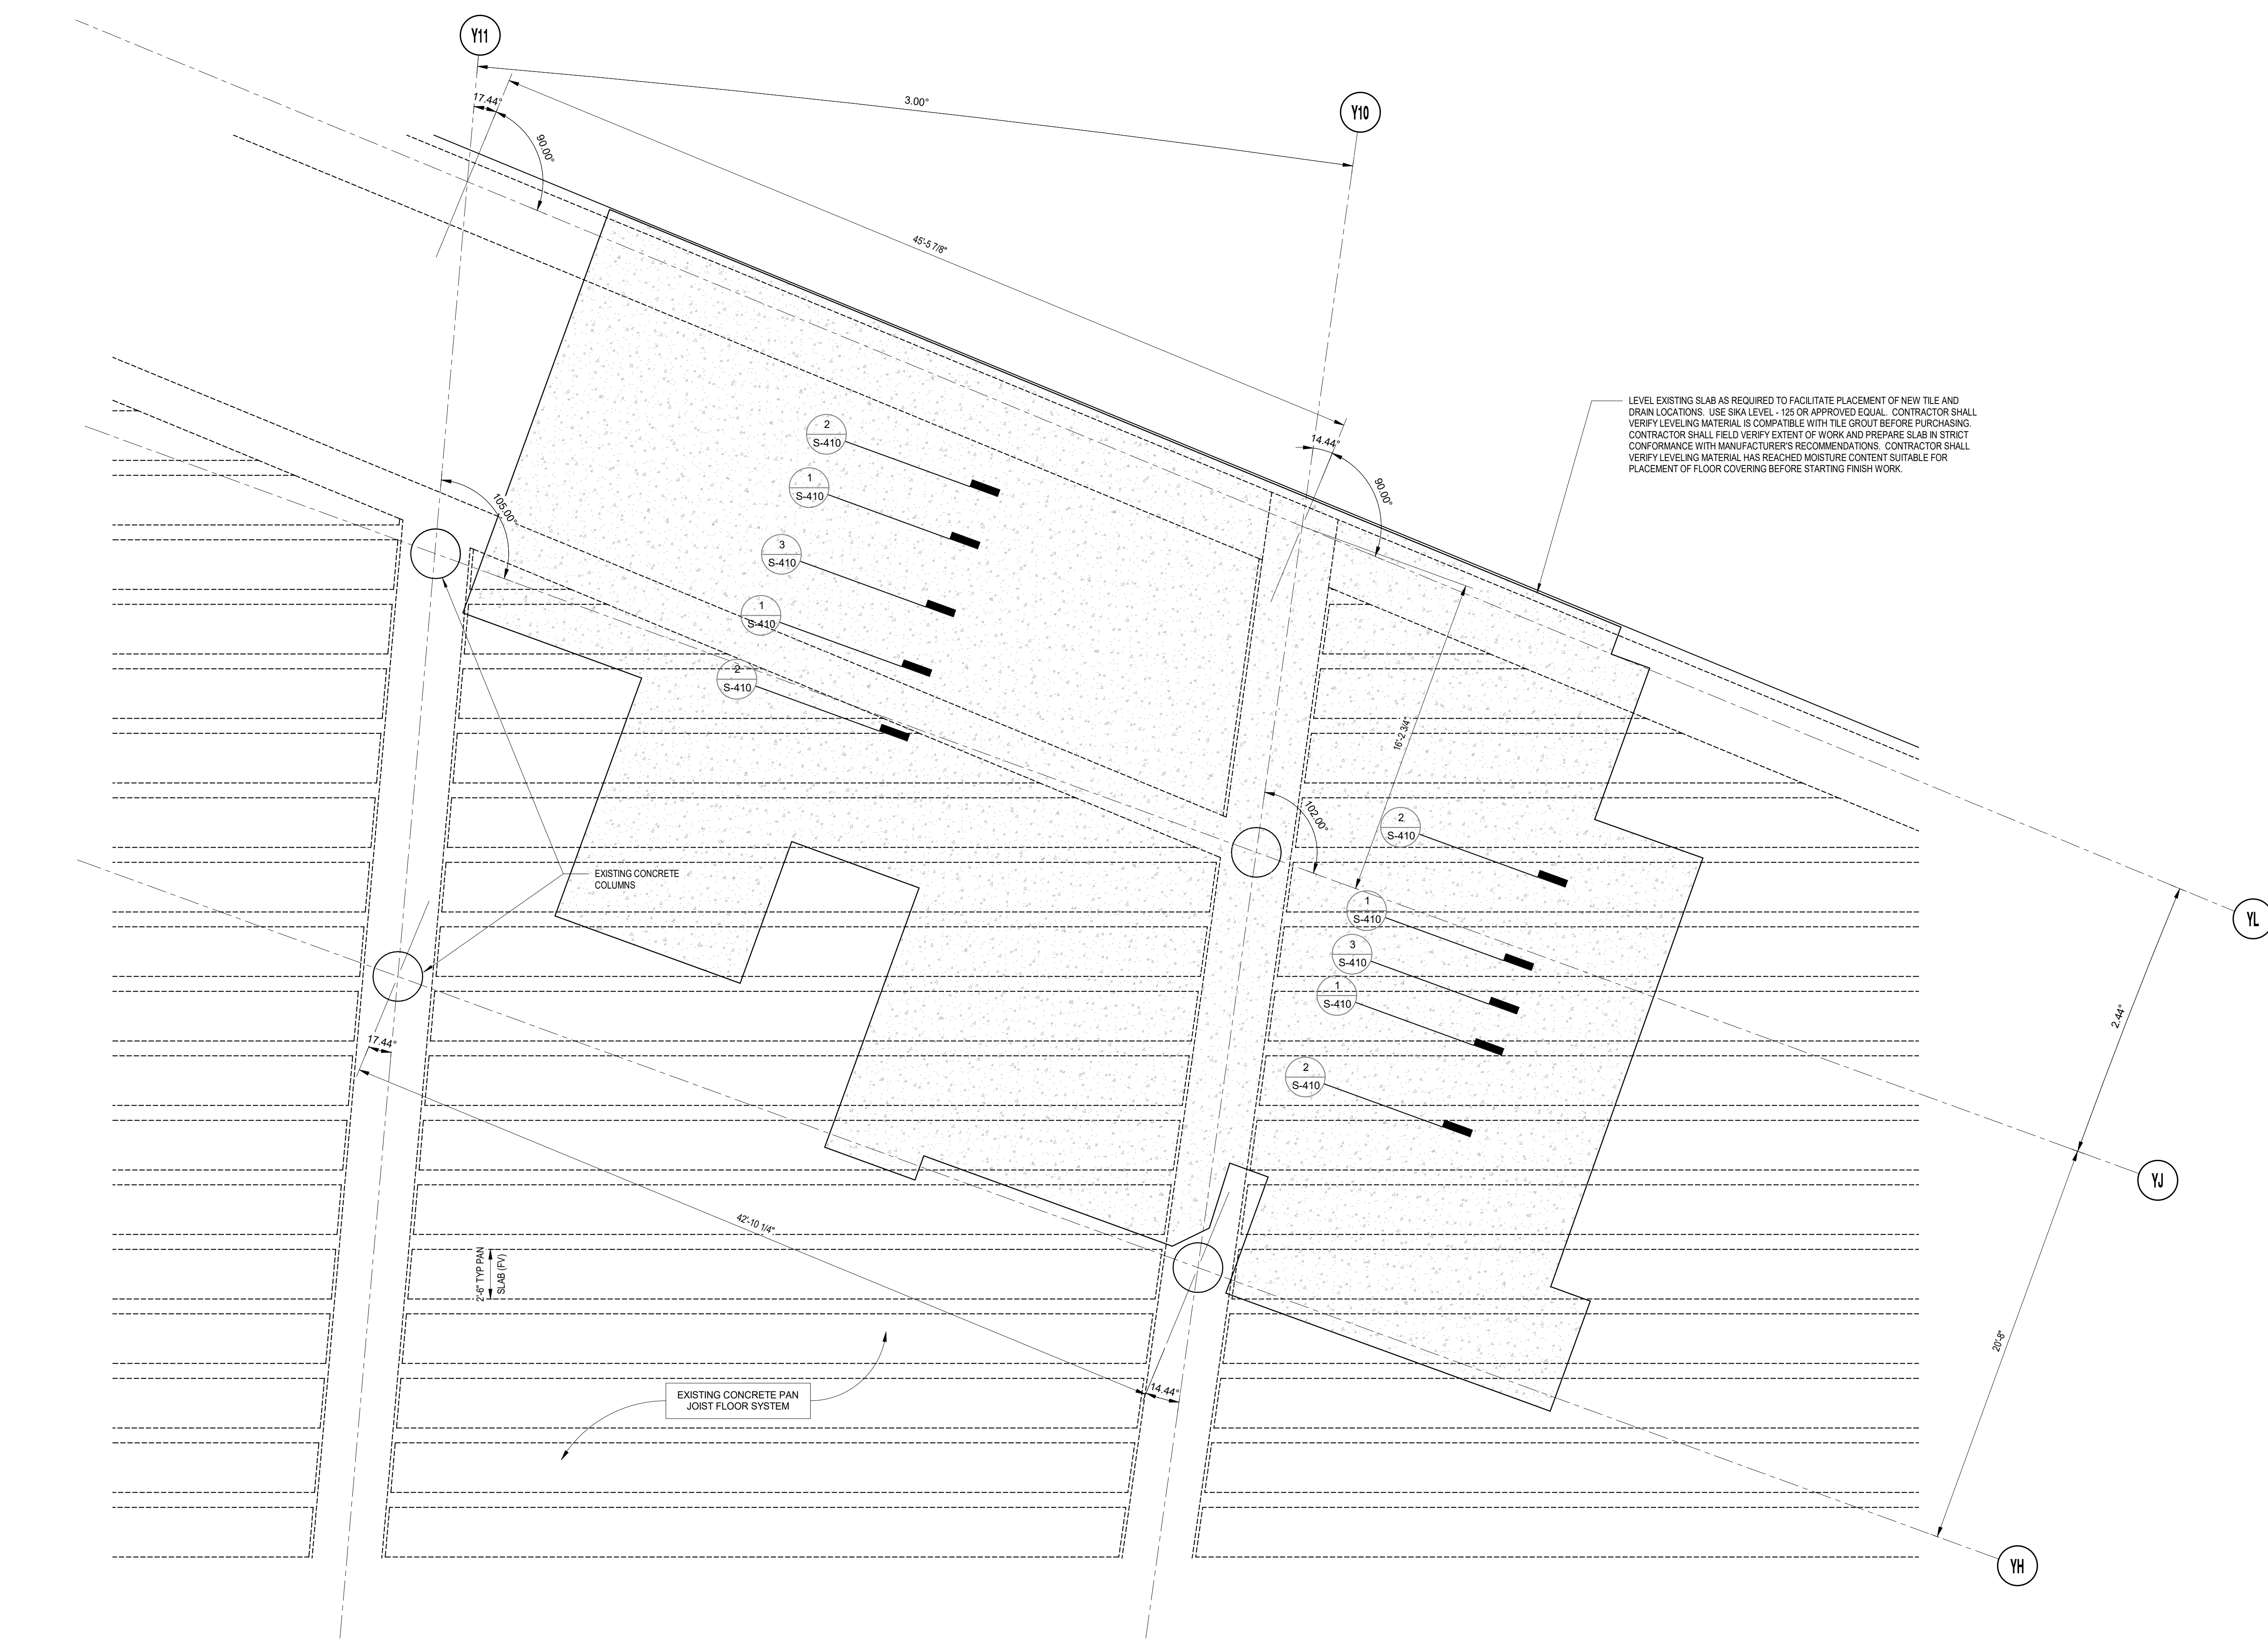 Y11
Y10
17.44°
3.00°
90.00°
45'-5 7/8"
LEVEL EXISTING SLAB AS REQUIRED TO FACILITATE PLACEMENT OF NEW TILE AND
DRAIN LOCATIONS.  USE SIKA LEVEL - 125 OR APPROVED EQUAL.  CONTRACTOR SHALL
VERIFY LEVELING MATERIAL IS COMPATIBLE WITH TILE GROUT BEFORE PURCHASING.
CONTRACTOR SHALL FIELD VERIFY EXTENT OF WORK AND PREPARE SLAB IN STRICT
CONFORMANCE WITH MANUFACTURER'S RECOMMENDATIONS.  CONTRACTOR SHALL
VERIFY LEVELING MATERIAL HAS REACHED MOISTURE CONTENT SUITABLE FOR
PLACEMENT OF FLOOR COVERING BEFORE STARTING FINISH WORK.
2
S-410
14.44°
1
S-410
90.00°
105.00°
3
S-410
1
S-410
2
S-410
16'-2 3/4"
102.00°
2
S-410
EXISTING CONCRETE
COLUMNS
1
S-410
YL
3
S-410
1
S-410
2.44°
17.44°
2
S-410
YJ
42'-10 1/4"
2'-6" TYP PAN
SLAB (FV)
20'-8"
14.44°
EXISTING CONCRETE PAN
JOIST FLOOR SYSTEM
YH